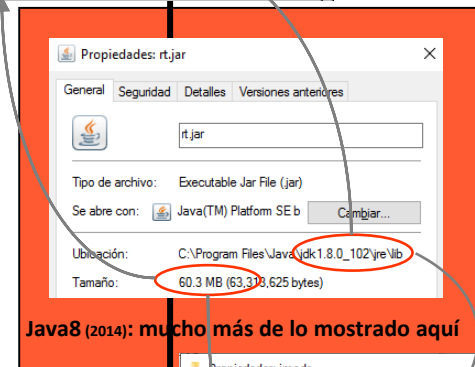 Propiedades: rt.jar
General Seguridad Detalles Versiones anteriores
rt.jar
Tipo de archivo: Executable Jar File (.jar)
Se abre con: Java(TM) Platform SE b Cambiar...
Ubicación: C:\Program Files\Java\jdk1.8.0_102\jre\lib
Tamaño: 60.3 MB (63,313,625 bytes)
Java8 (2014): mucho más de lo mostrado aquí
Propiedades: